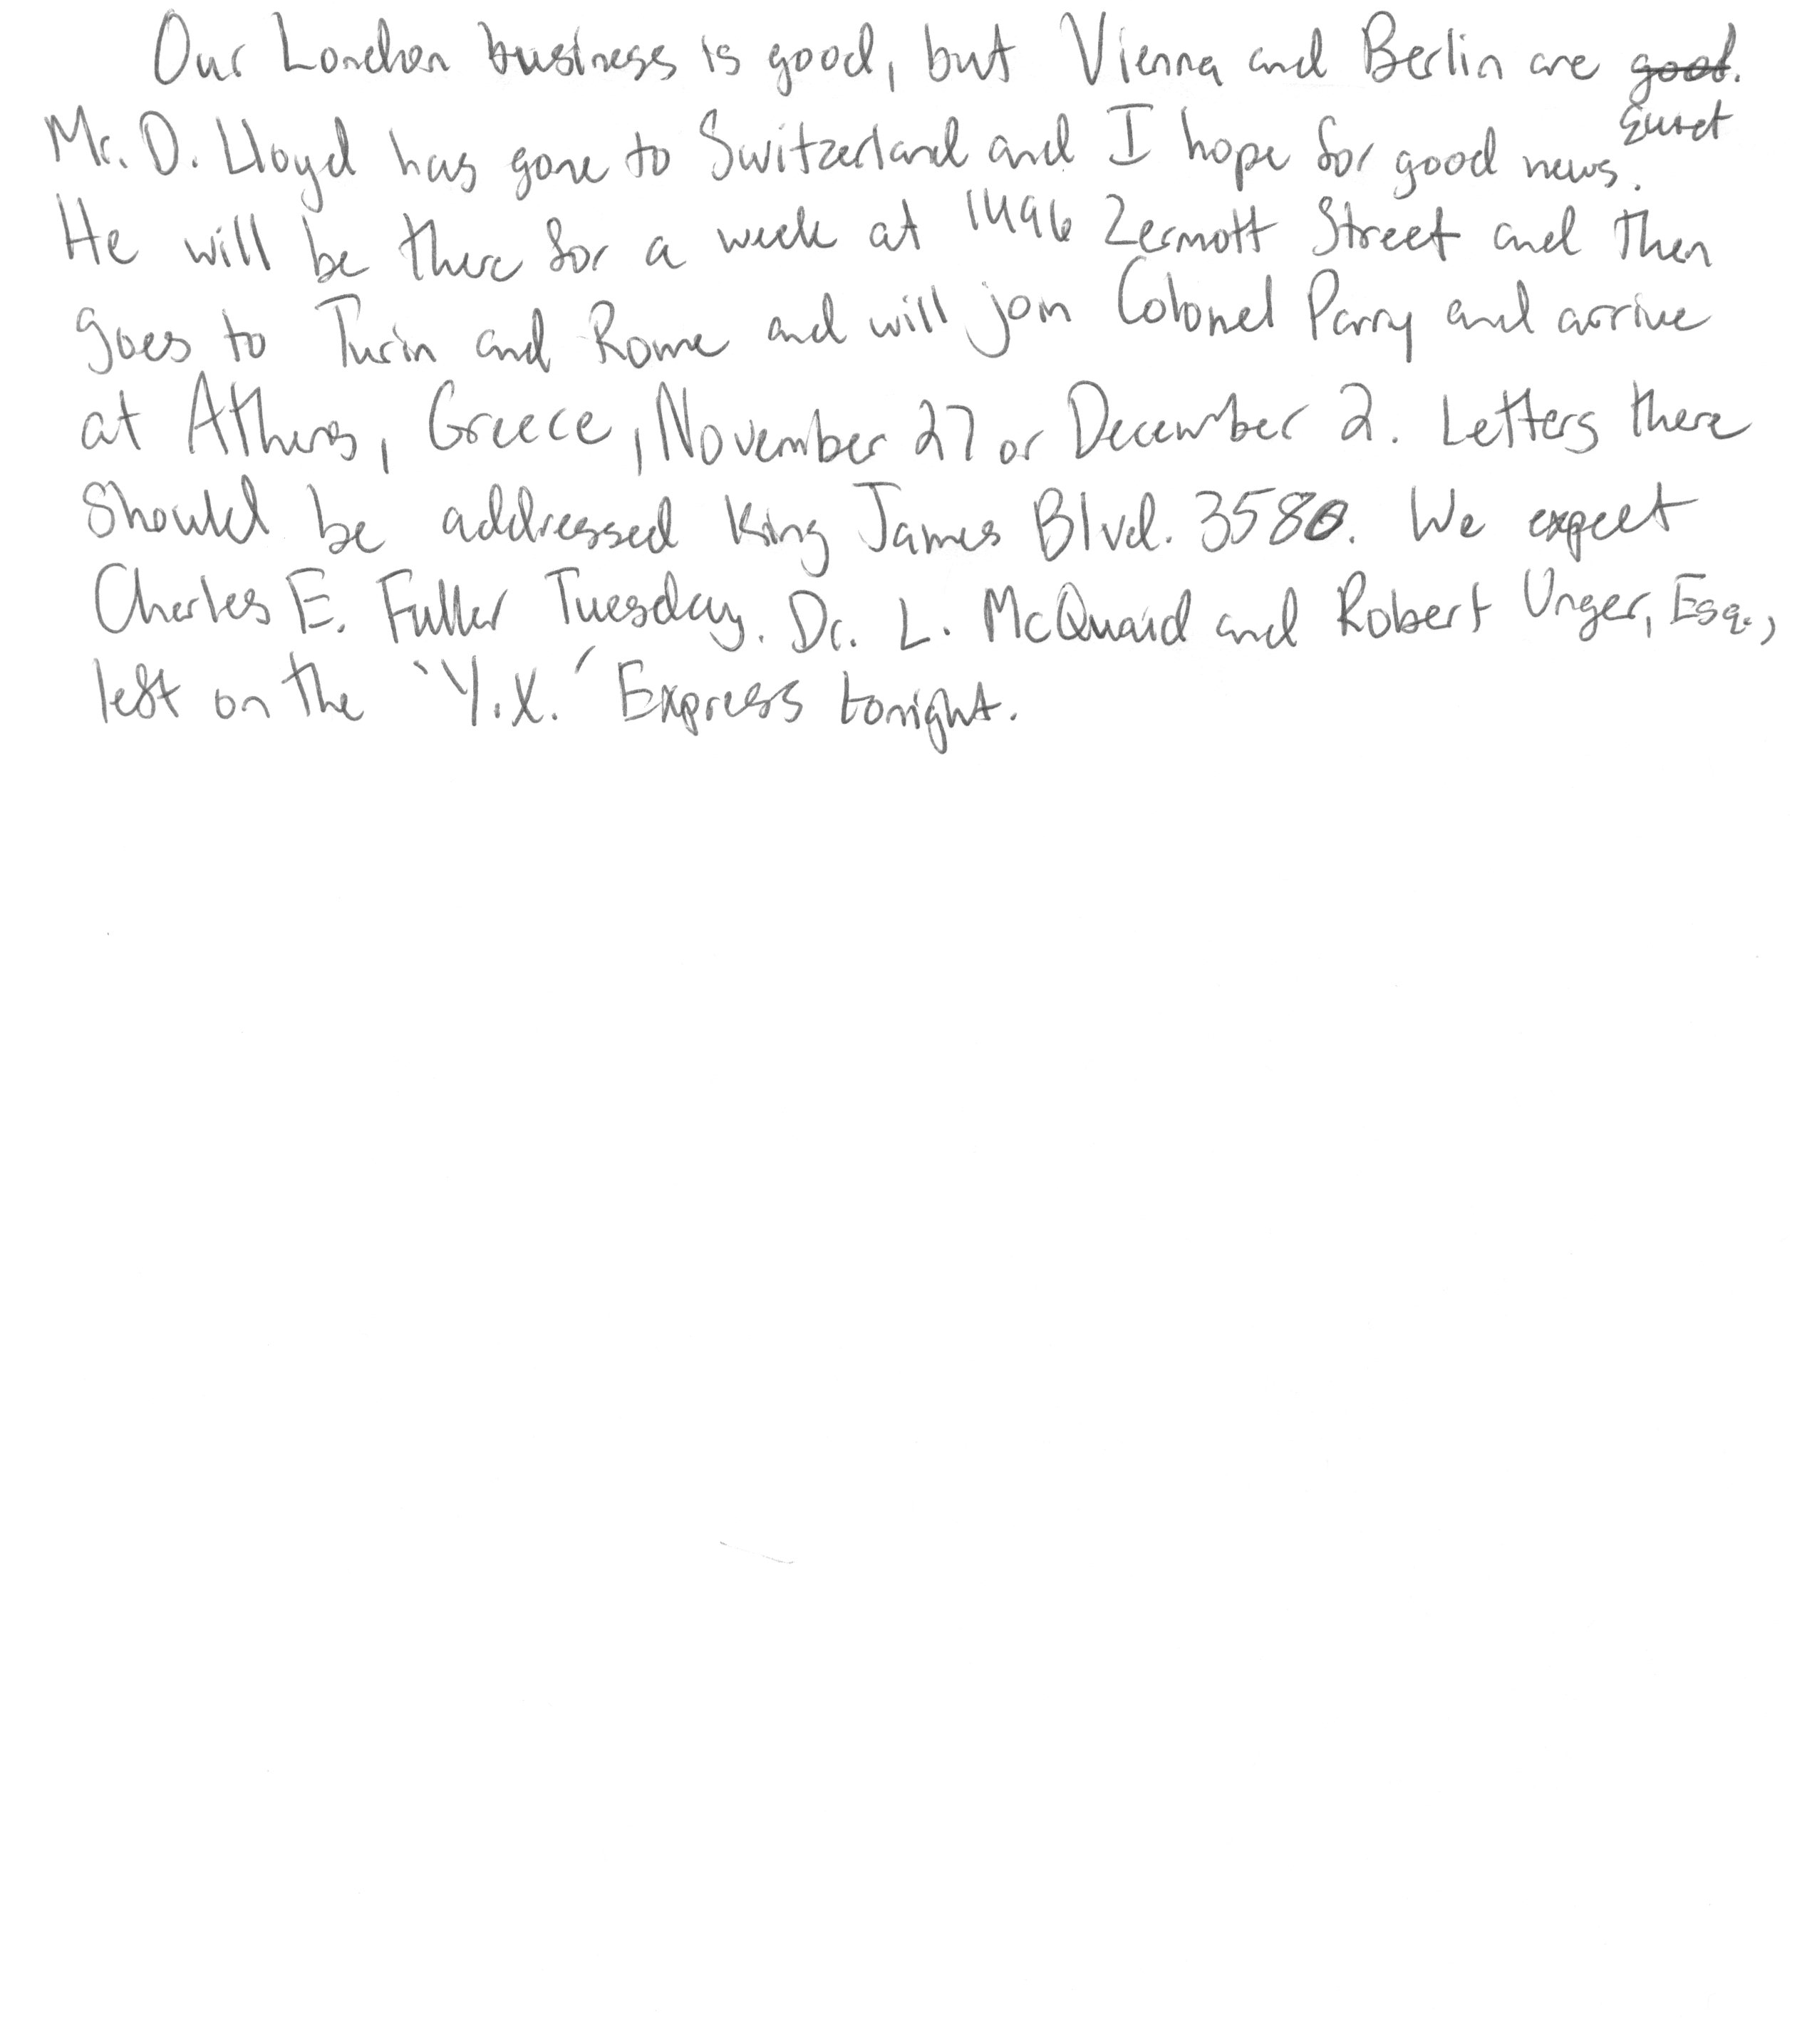 Our London business is good, but Vienna and Berlin are good.
quiet
Mr. D. Lloyd has gone to Switzerland and I hope for good news.
He will be there for a week at 1496 Zermott Street and then
goes to Turin and Rome and will join Colonel Parry and arrive
at Athens, Greece, November 27 or December 2. Letters there
should be addressed King James Blvd. 3580. We expect
Charles E. Fuller Tuesday. Dr. L. McQuaid and Robert Unger, Esq.,
left on the 'Y.X.' Express tonight.